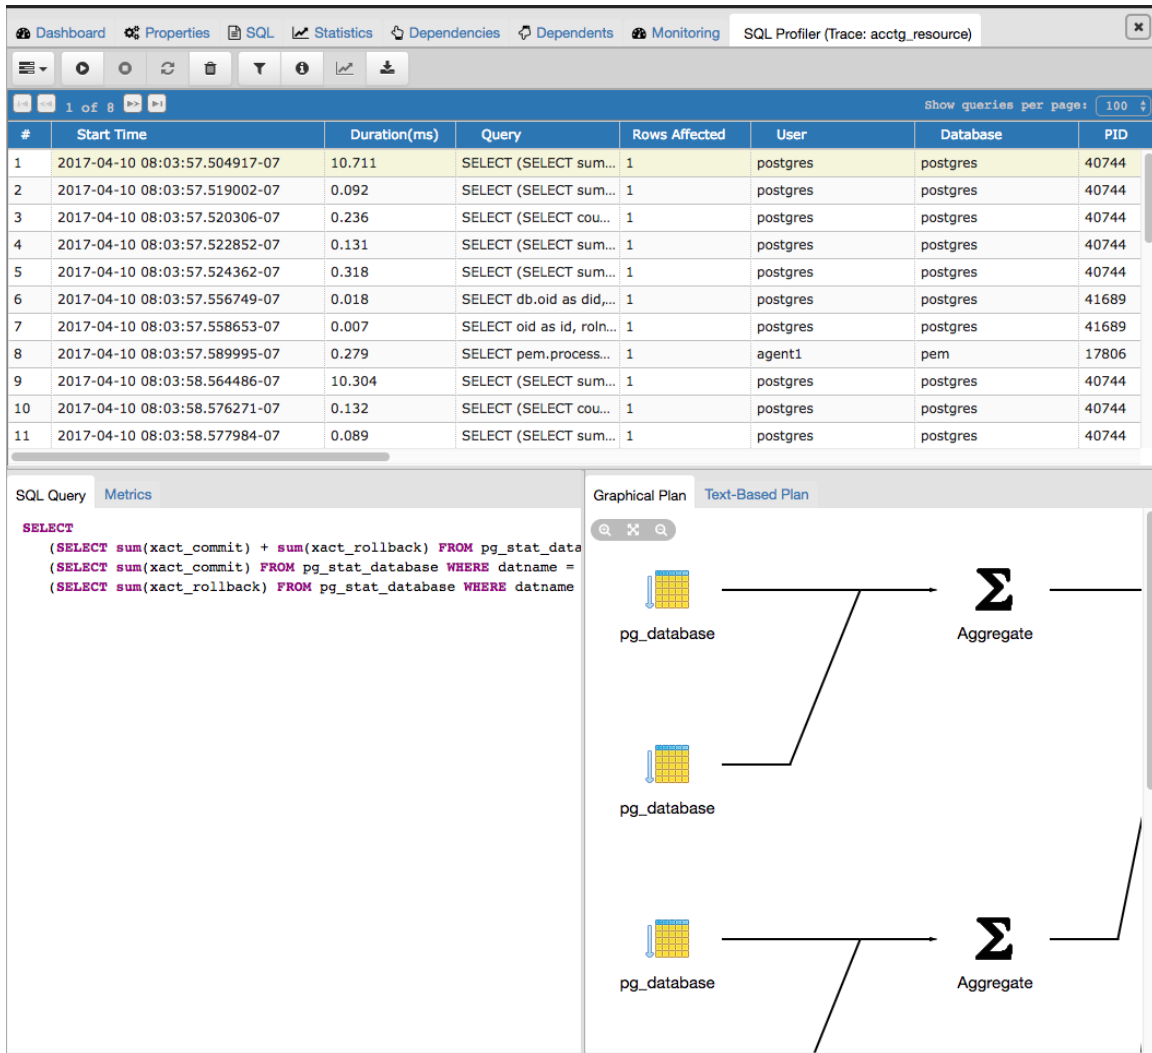 Dashboard Properties SQL Statistics Dependencies Dependents Monitoring SQL Profiler (Trace: acctg_resource)
1 of 8 Show queries per page: 100
# Start Time Duration(ms) Query Rows Affected User Database PID
1 2017-04-10 08:03:57.504917-07 10.711 SELECT (SELECT sum... 1 postgres postgres 40744
2 2017-04-10 08:03:57.519002-07 0.092 SELECT (SELECT sum... 1 postgres postgres 40744
3 2017-04-10 08:03:57.520306-07 0.236 SELECT (SELECT cou... 1 postgres postgres 40744
4 2017-04-10 08:03:57.522852-07 0.131 SELECT (SELECT sum... 1 postgres postgres 40744
5 2017-04-10 08:03:57.524362-07 0.318 SELECT (SELECT sum... 1 postgres postgres 40744
6 2017-04-10 08:03:57.556749-07 0.018 SELECT db.oid as did,... 1 postgres postgres 41689
7 2017-04-10 08:03:57.558653-07 0.007 SELECT oid as id, roln... 1 postgres postgres 41689
8 2017-04-10 08:03:57.589995-07 0.279 SELECT pem.process... 1 agent1 pem 17806
9 2017-04-10 08:03:58.564486-07 10.304 SELECT (SELECT sum... 1 postgres postgres 40744
10 2017-04-10 08:03:58.576271-07 0.132 SELECT (SELECT cou... 1 postgres postgres 40744
11 2017-04-10 08:03:58.577984-07 0.089 SELECT (SELECT sum... 1 postgres postgres 40744
SQL Query Metrics
SELECT
(SELECT sum(xact_commit) + sum(xact_rollback) FROM pg_stat_data
(SELECT sum(xact_commit) FROM pg_stat_database WHERE datname =
(SELECT sum(xact_rollback) FROM pg_stat_database WHERE datname
Graphical Plan Text-Based Plan
pg_database Aggregate
pg_database
pg_database Aggregate